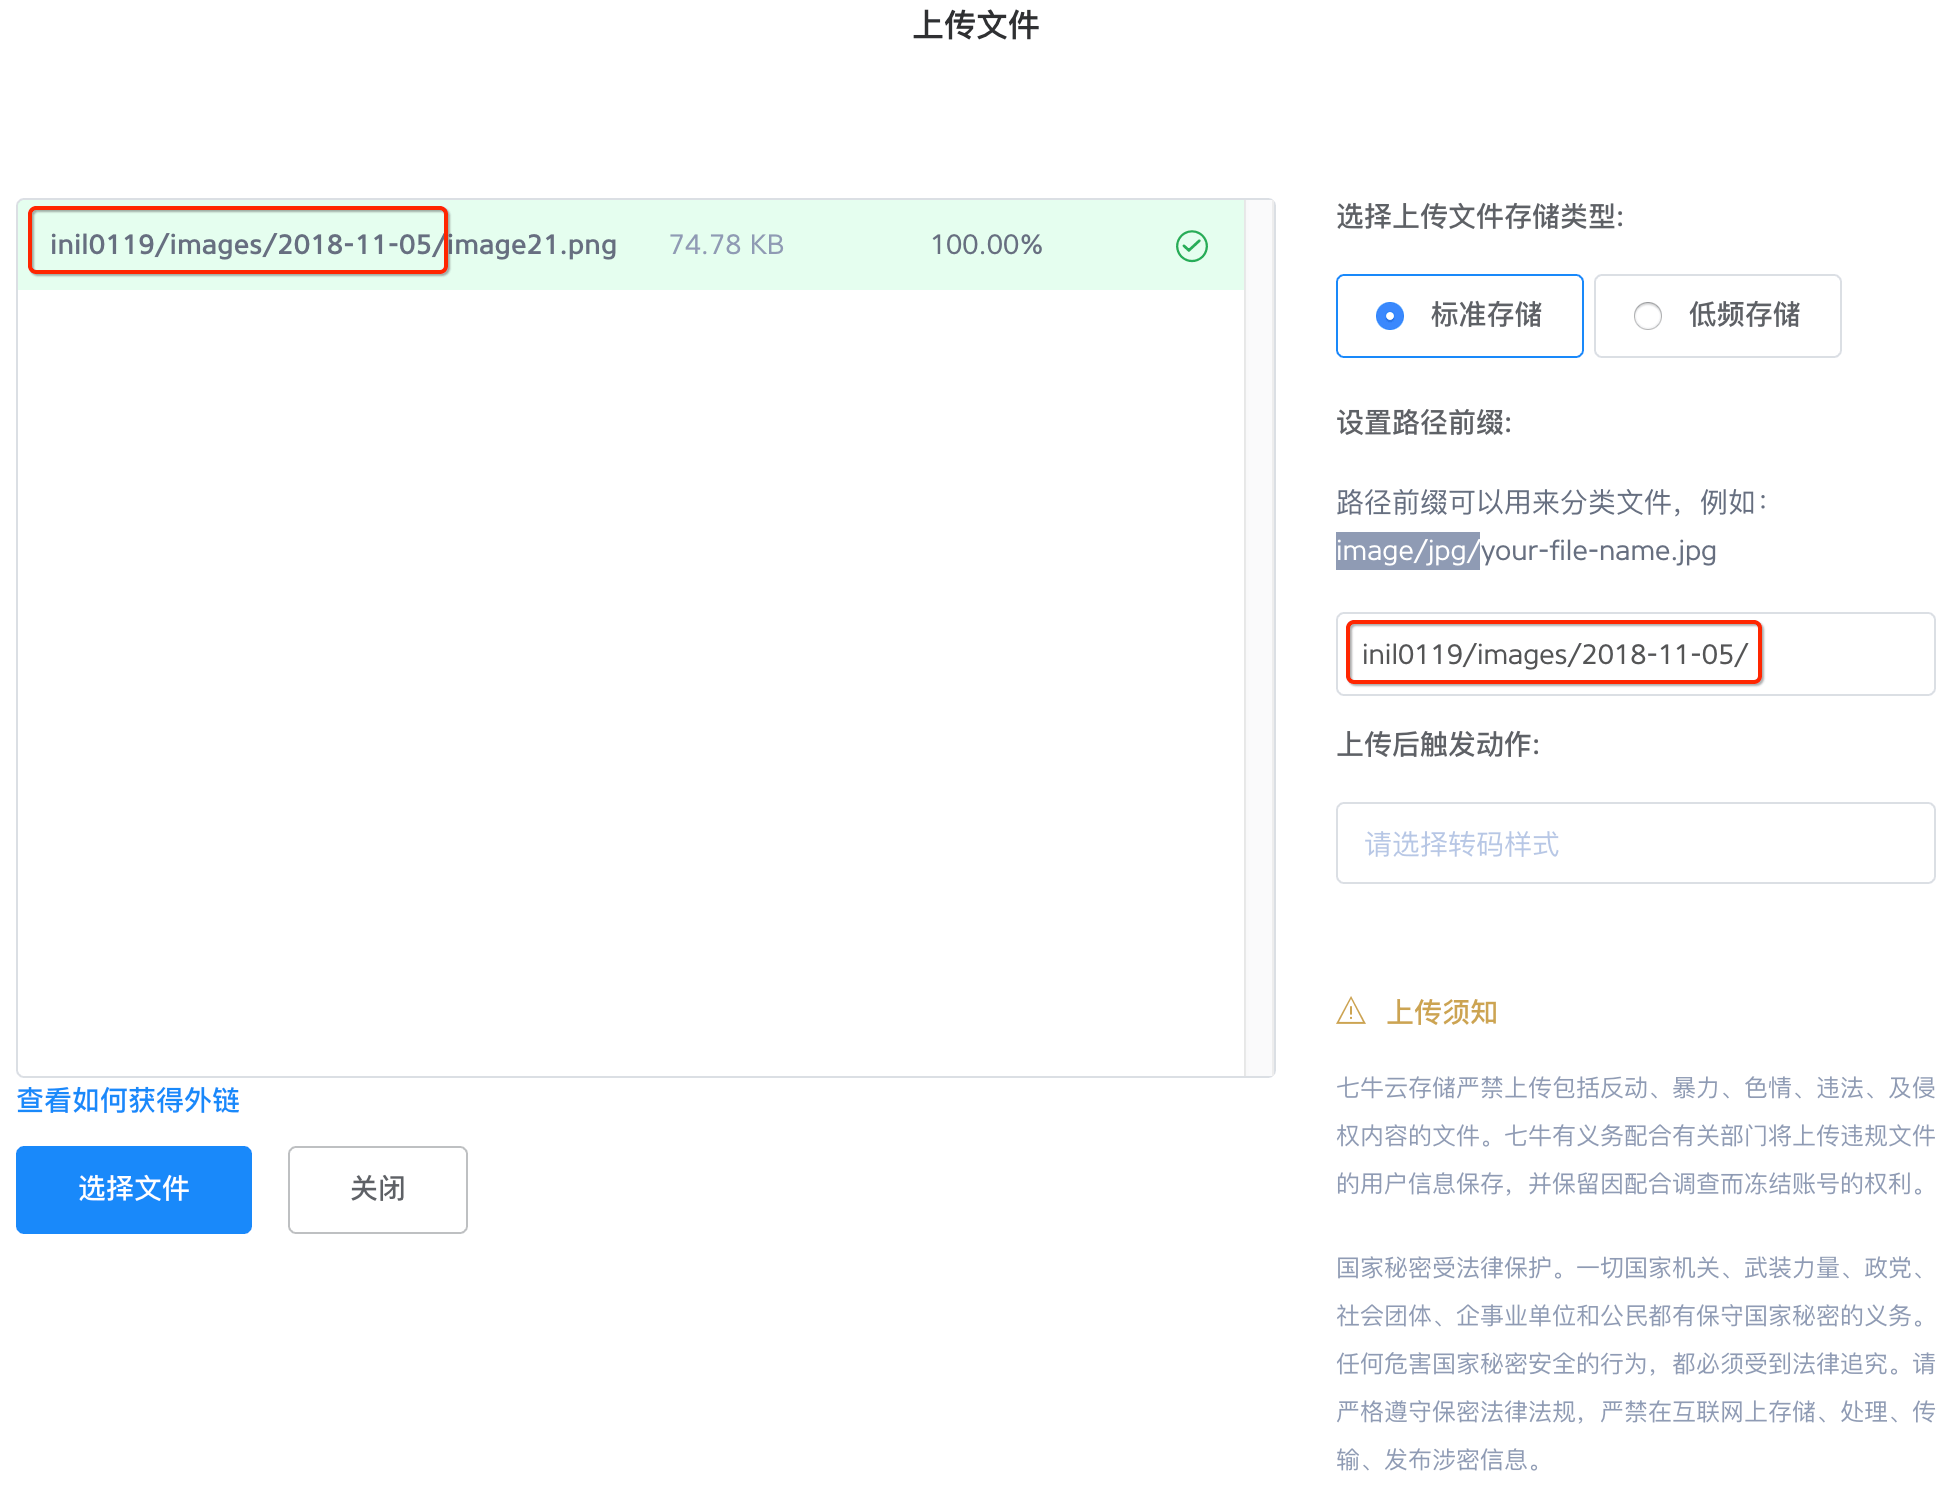 上传文件
inil0119/images/2018-11-05/image21.png 74.78 KB 100.00%
查看如何获得外链
选择文件 关闭
选择上传文件存储类型:
标准存储 低频存储
设置路径前缀:
路径前缀可以用来分类文件，例如：
image/jpg/your-file-name.jpg
inil0119/images/2018-11-05/
上传后触发动作:
请选择转码样式
上传须知
七牛云存储严禁上传包括反动、暴力、色情、违法、及侵
权内容的文件。七牛有义务配合有关部门将上传违规文件
的用户信息保存，并保留因配合调查而冻结账号的权利。
国家秘密受法律保护。一切国家机关、武装力量、政党、
社会团体、企事业单位和公民都有保守国家秘密的义务。
任何危害国家秘密安全的行为，都必须受到法律追究。请
严格遵守保密法律法规，严禁在互联网上存储、处理、传
输、发布涉密信息。